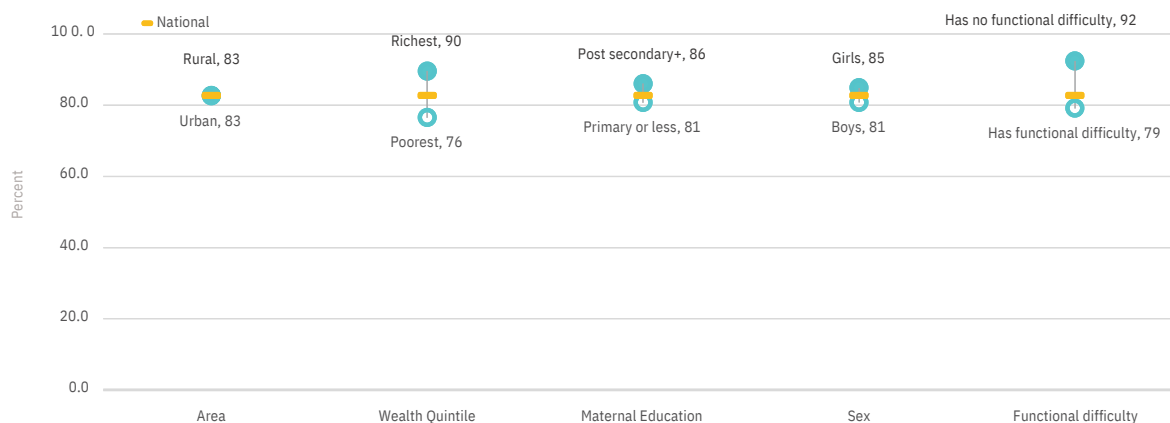 National
Has no functional difficulty, 92
100.0
Richest, 90
Rural, 83
Post secondary+, 86
Girls, 85
80.0
Urban, 83
Poorest, 76
Primary or less, 81
Boys, 81
Has functional difficulty, 79
60.0
Percent
40.0
20.0
0.0
Area
Wealth Quintile
Maternal Education
Sex
Functional difficulty